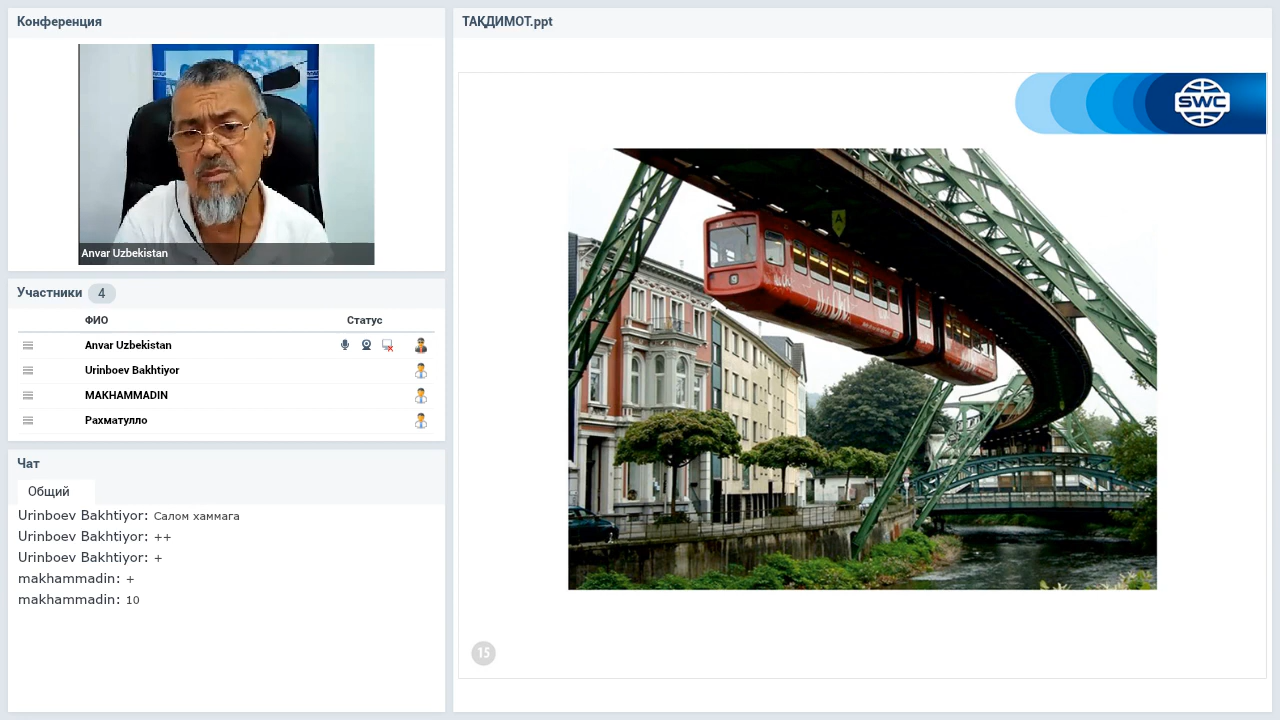 Конференция
Anvar Uzbekistan
Участники 4
ФИО Статус
Anvar Uzbekistan
Urinboev Bakhtiyor
MAKHAMMADIN
Рахматулло
Чат
Общий
Urinboev Bakhtiyor: Салом хаммага
Urinboev Bakhtiyor: ++
Urinboev Bakhtiyor: +
makhammadin: +
makhammadin: 10
ТАҚДИМОТ.ppt
SWC
A
15